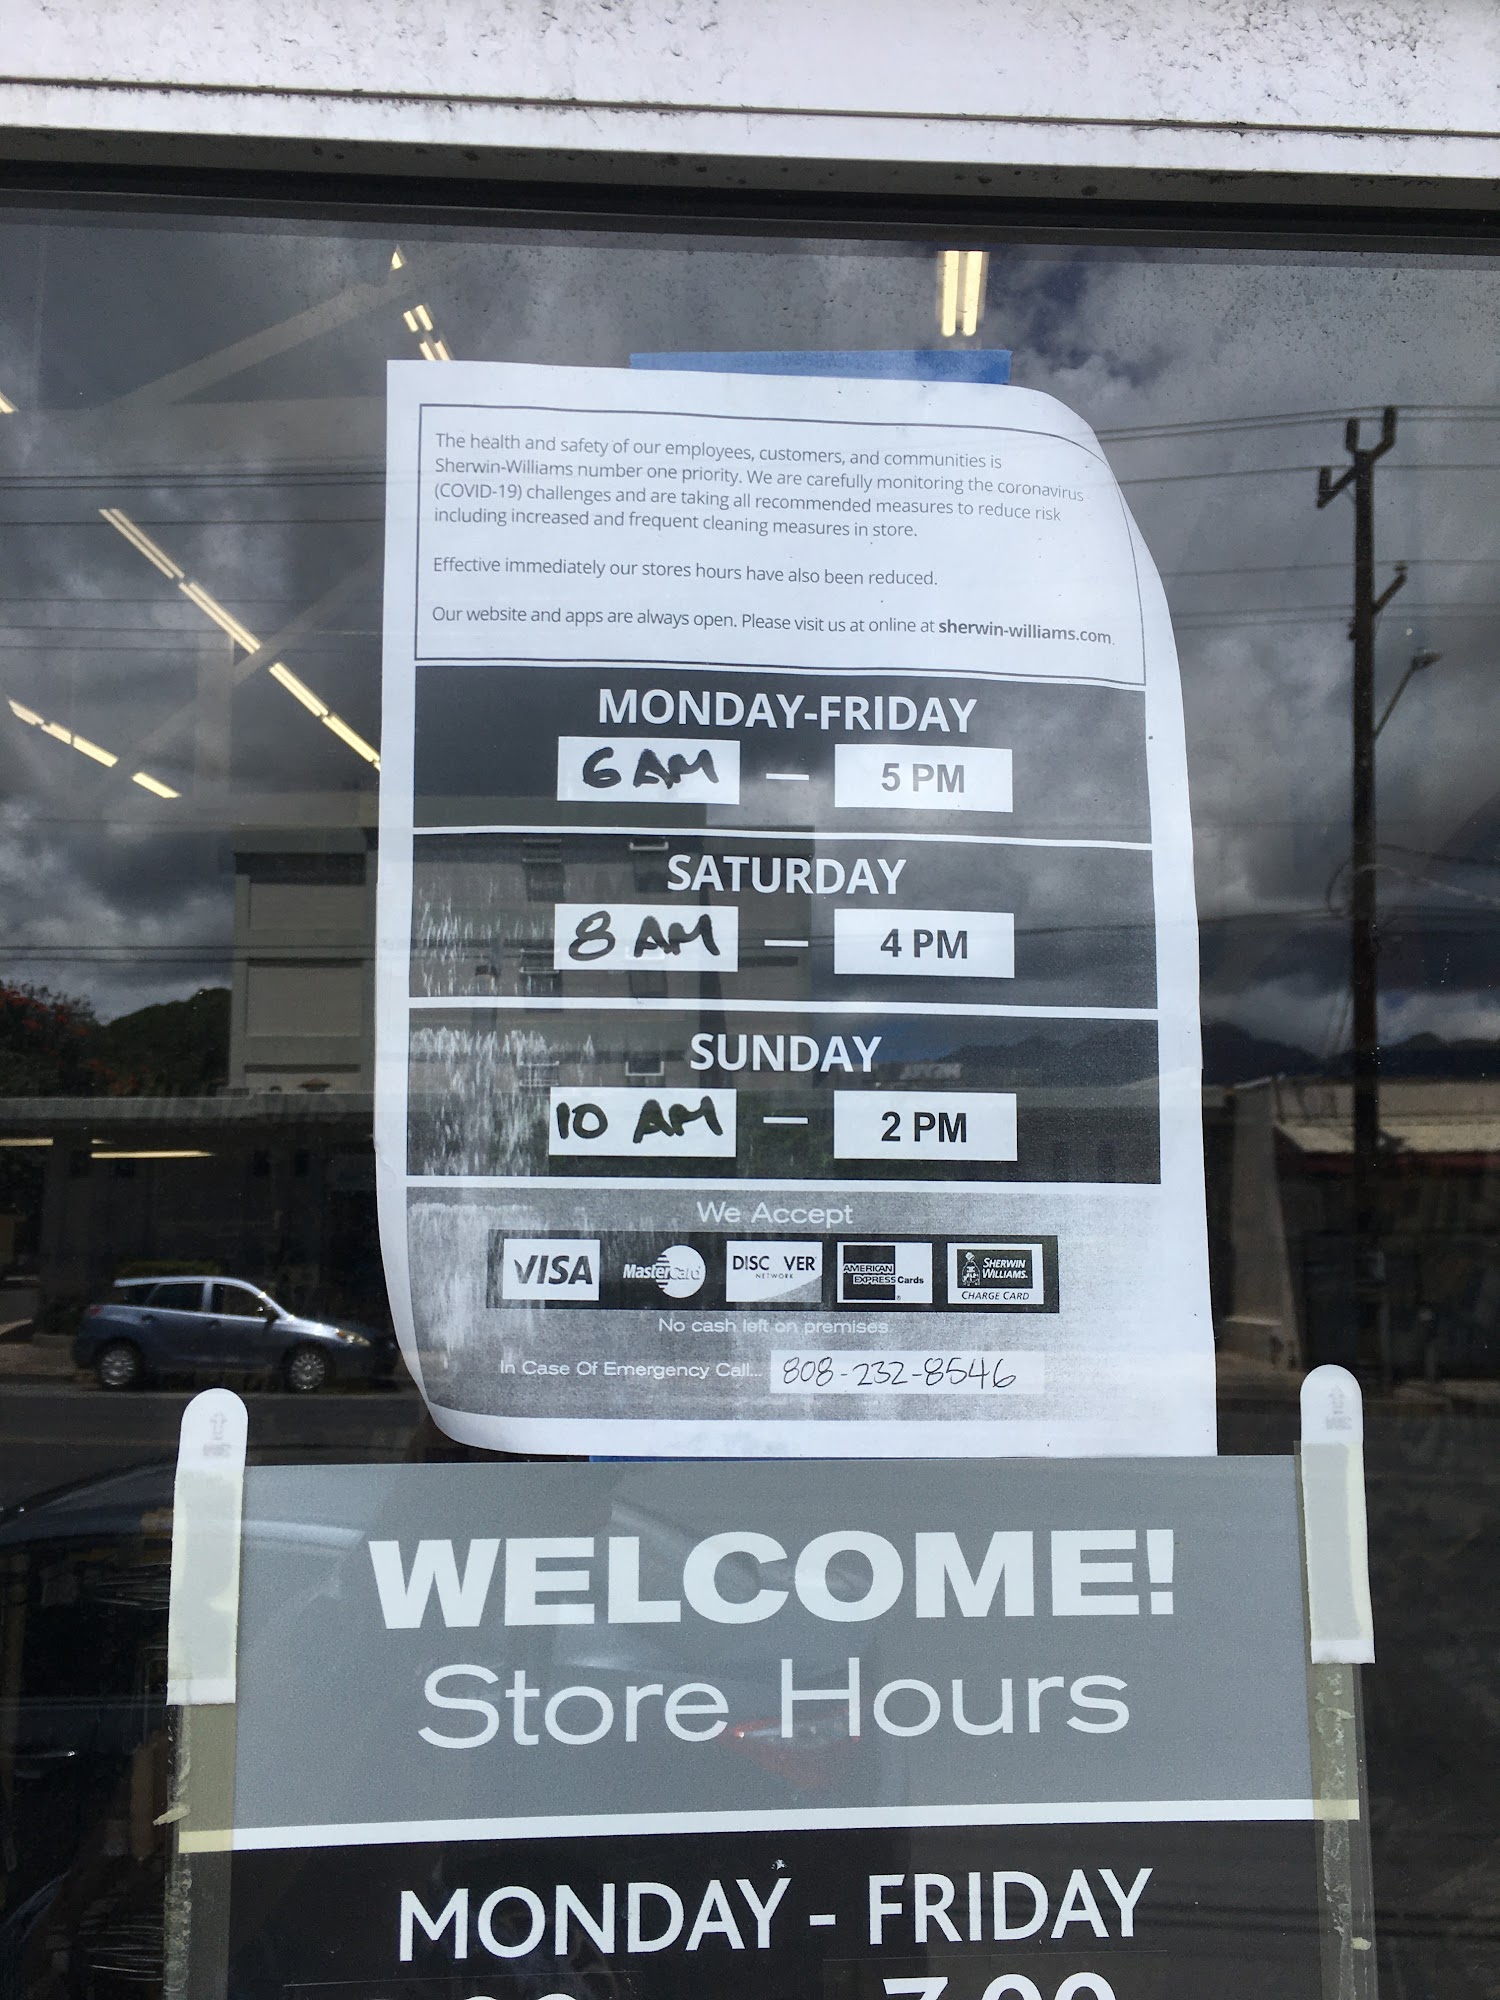 The health and safety of our employees, customers, and communities is
Sherwin-Williams number one priority. We are carefully monitoring the coronavirus
(COVID-19) challenges and are taking all recommended measures to reduce risk
including increased and frequent cleaning measures in store.
Effective immediately our stores hours have also been reduced.
Our website and apps are always open. Please visit us at online at sherwin-williams.com.
MONDAY-FRIDAY
6 AM — 5 PM
SATURDAY
8 AM — 4 PM
SUNDAY
10 AM — 2 PM
We Accept
VISA
MasterCard
DISC VER
NETWORK
AMERICAN
EXPRESS Cards
SHERWIN
WILLIAMS.
CHARGE CARD
No cash left on premises
In Case Of Emergency Call... 808-232-8546
WELCOME!
Store Hours
MONDAY - FRIDAY